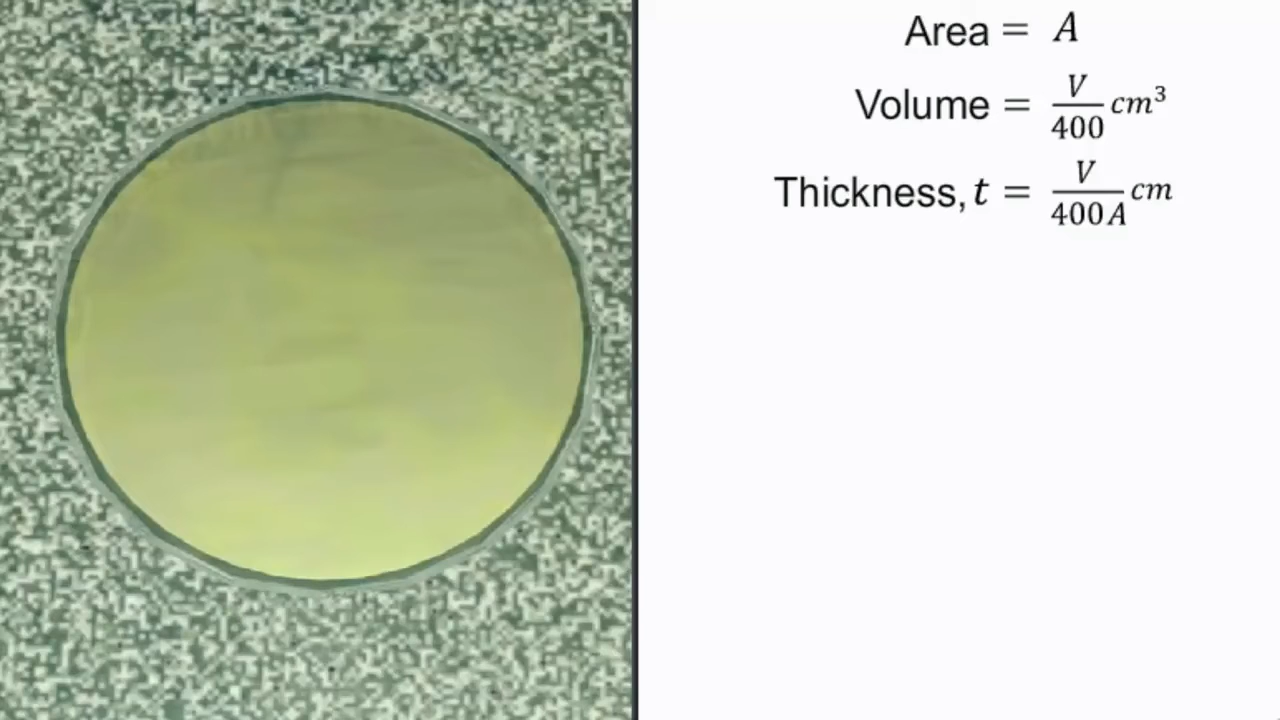 Area = A
Volume = V/400 cm³
Thickness, t = V/400A cm